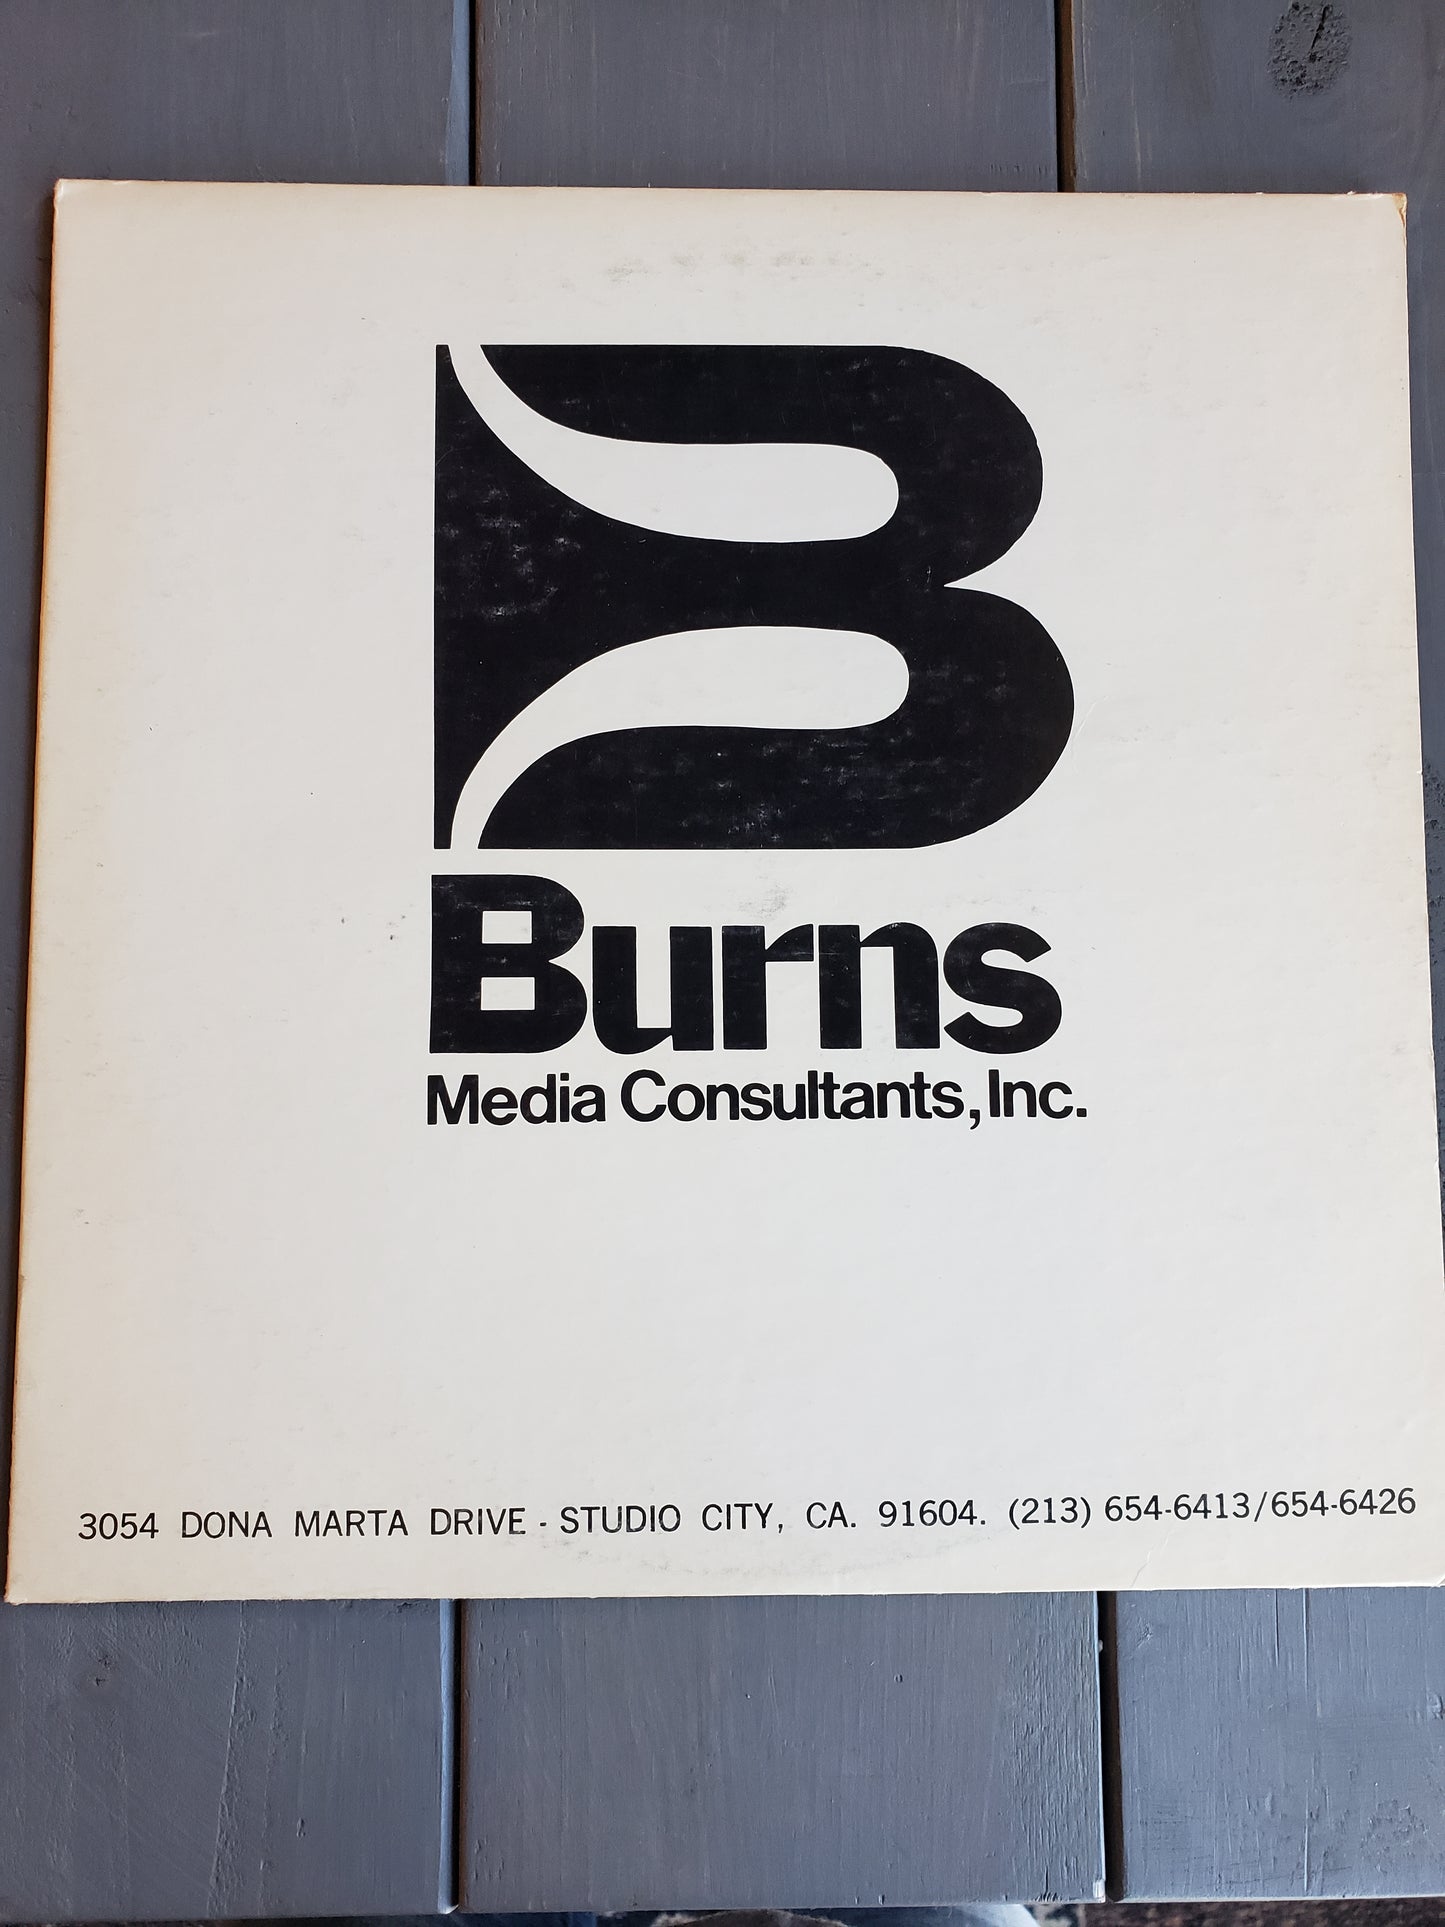 B
Burns
Media Consultants, Inc.
3054 DONA MARTA DRIVE - STUDIO CITY, CA. 91604. (213) 654-6413/654-6426